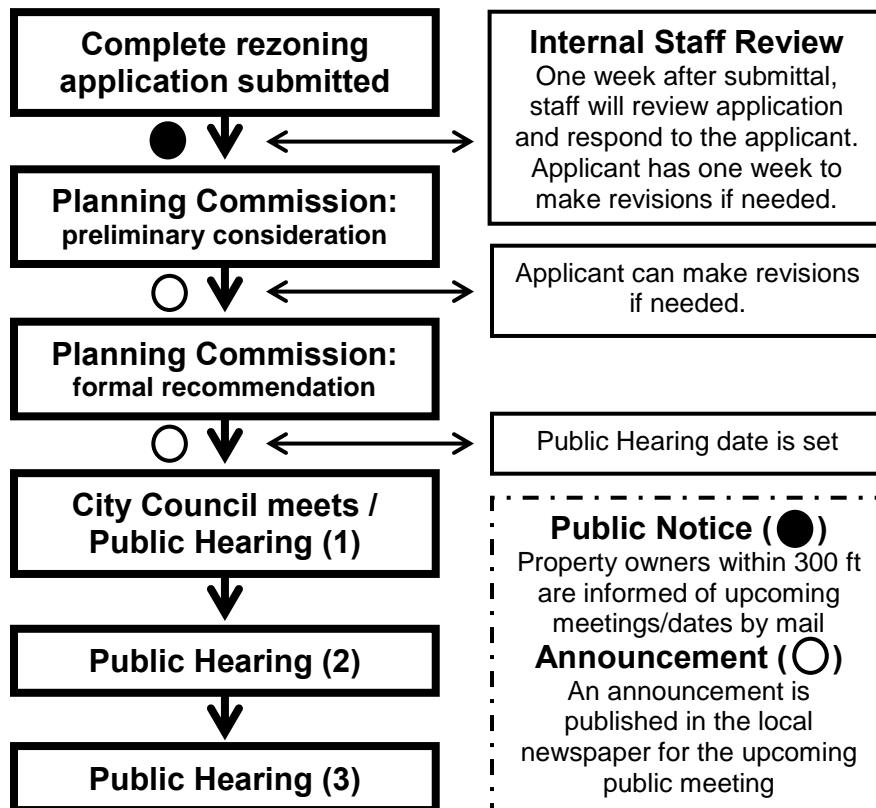 Complete rezoning
application submitted
Internal Staff Review
One week after submittal,
staff will review application
and respond to the applicant.
Applicant has one week to
make revisions if needed.
Planning Commission:
preliminary consideration
Applicant can make revisions
if needed.
Planning Commission:
formal recommendation
Public Hearing date is set
City Council meets /
Public Hearing (1)
Public Hearing (2)
Public Hearing (3)
Public Notice (●)
Property owners within 300 ft
are informed of upcoming
meetings/dates by mail
Announcement (○)
An announcement is
published in the local
newspaper for the upcoming
public meeting